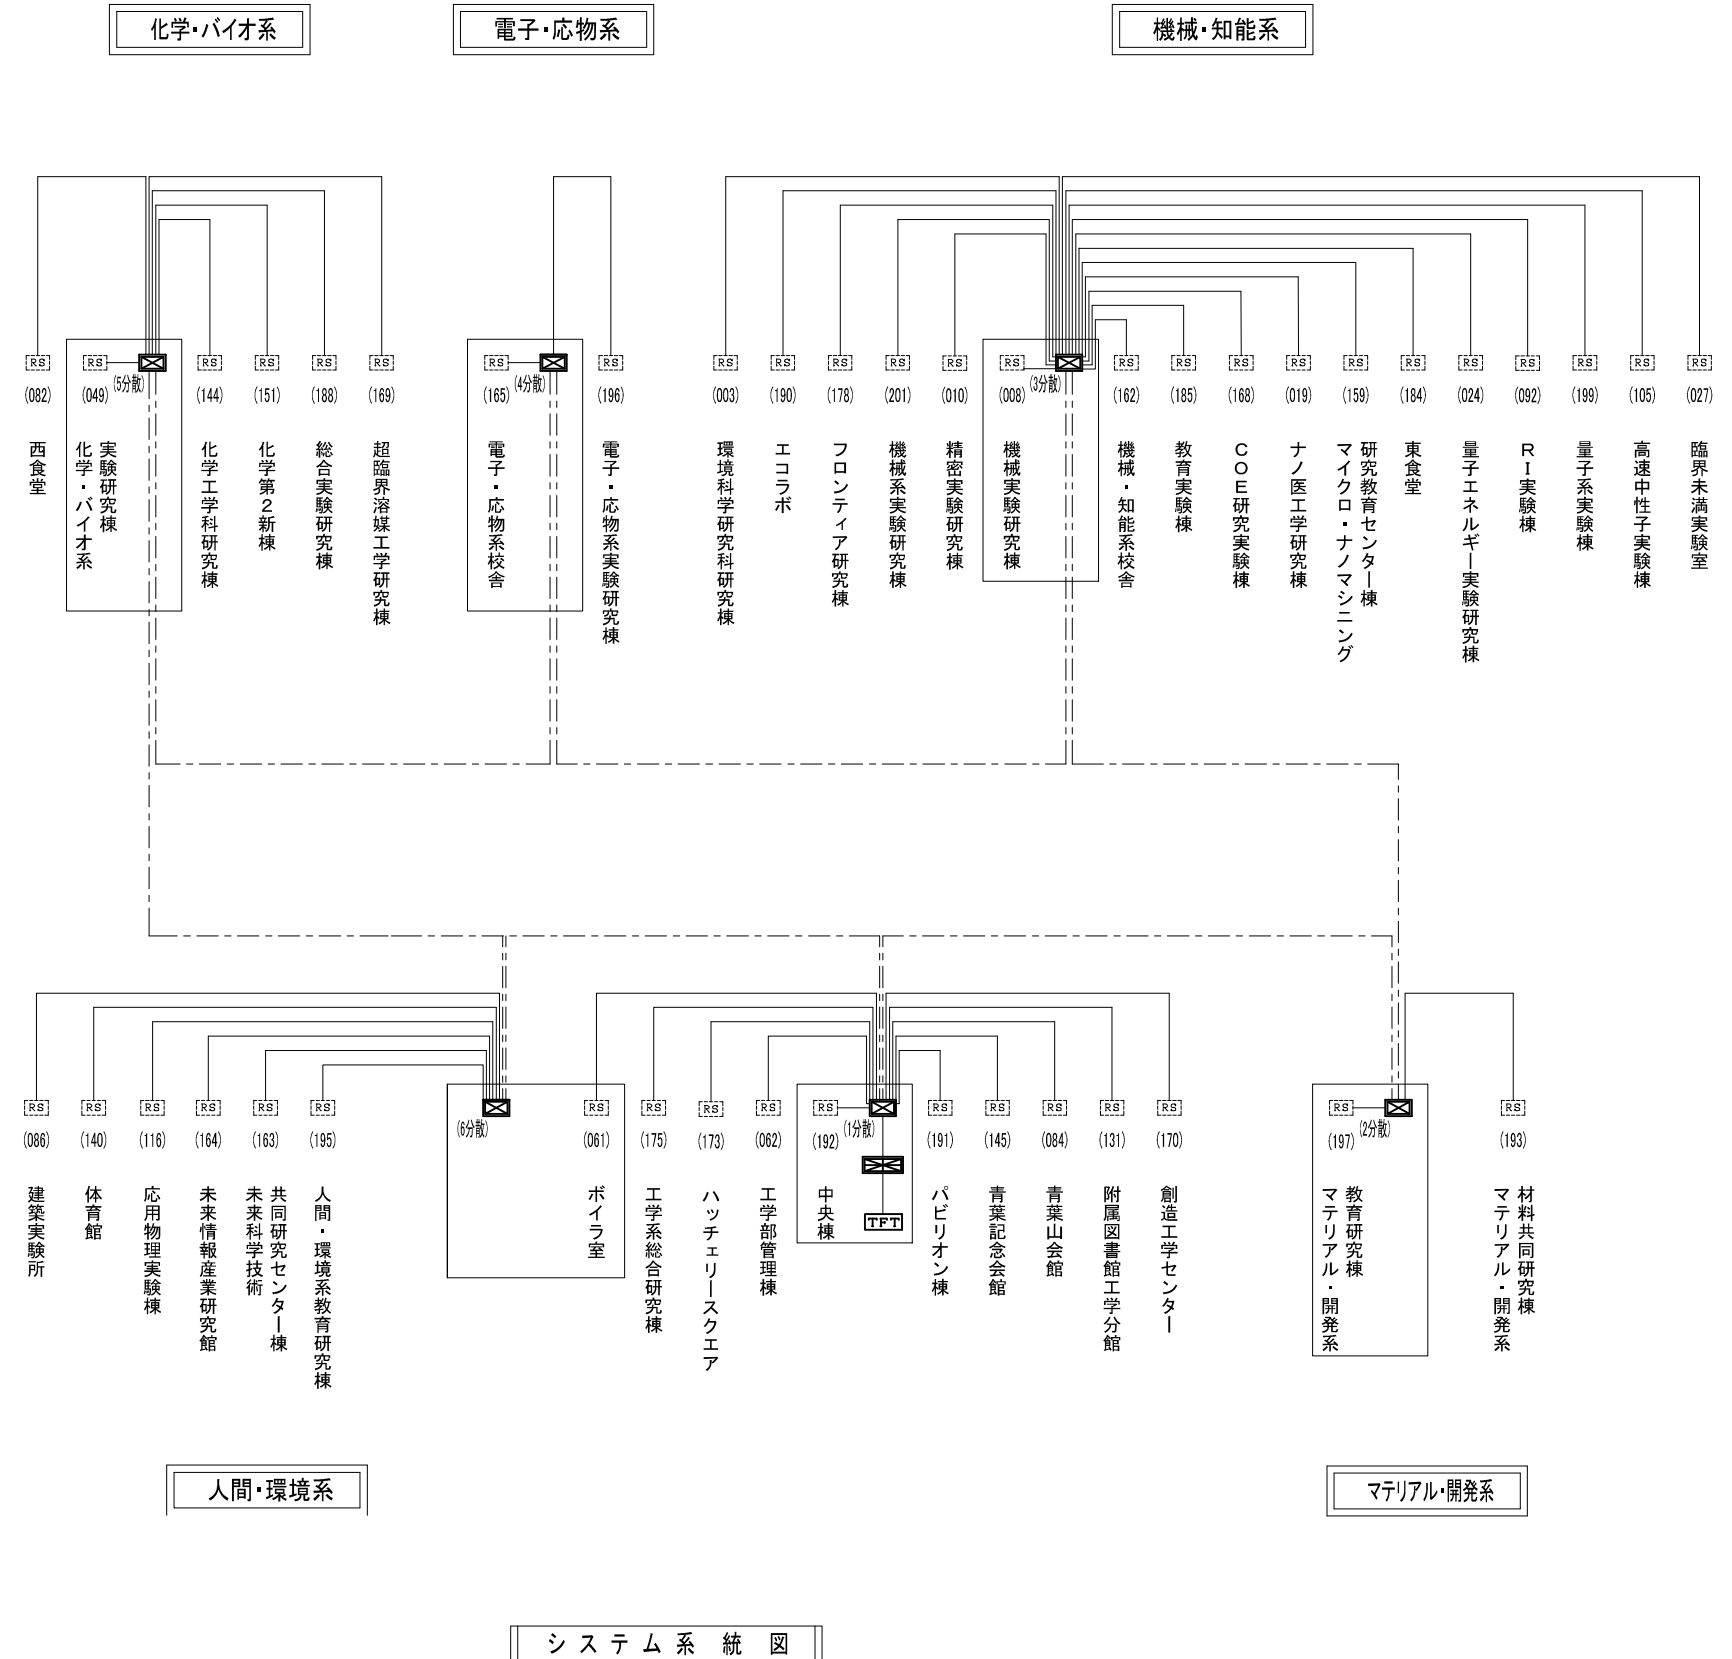 化学・バイオ系
電子・応物系
機械・知能系
RS
(082)
西食堂
RS
(049)
(5分散)
実験研究棟
化学・バイオ系
RS
(144)
化学工学科研究棟
RS
(151)
化学第2新棟
RS
(188)
総合実験研究棟
RS
(169)
超臨界溶媒工学研究棟
RS
(165)
(4分散)
電子・応物系校舎
RS
(196)
電子・応物系実験研究棟
RS
(003)
環境科学研究科研究棟
RS
(190)
エコラボ
RS
(178)
フロンティア研究棟
RS
(201)
機械系実験研究棟
RS
(010)
精密実験研究棟
RS
(008)
(3分散)
機械実験研究棟
RS
(162)
機械・知能系校舎
RS
(185)
教育実験棟
RS
(168)
COE研究実験棟
RS
(019)
ナノ医工学研究棟
RS
(159)
研究教育センター棟
マイクロ・ナノマシニング
RS
(184)
東食堂
RS
(024)
量子エネルギー実験研究棟
RS
(092)
RI実験棟
RS
(199)
量子系実験棟
RS
(105)
高速中性子実験棟
RS
(027)
臨界未満実験室
RS
(086)
建築実験所
RS
(140)
体育館
RS
(116)
応用物理実験棟
RS
(164)
未来情報産業研究館
RS
(163)
共同研究センター棟
未来科学技術
RS
(195)
人間・環境系教育研究棟
(6分散)
RS
(061)
ボイラ室
RS
(175)
工学系総合研究棟
RS
(173)
ハッチェリースクエア
RS
(062)
工学部管理棟
RS
(192)
(1分散)
中央棟
TFT
RS
(191)
パビリオン棟
RS
(145)
青葉記念会館
RS
(084)
青葉山会館
RS
(131)
附属図書館工学分館
RS
(170)
創造工学センター
RS
(197)
(2分散)
教育研究棟
マテリアル・開発系
RS
(193)
材料共同研究棟
マテリアル・開発系
人間・環境系
マテリアル・開発系
システム系統図